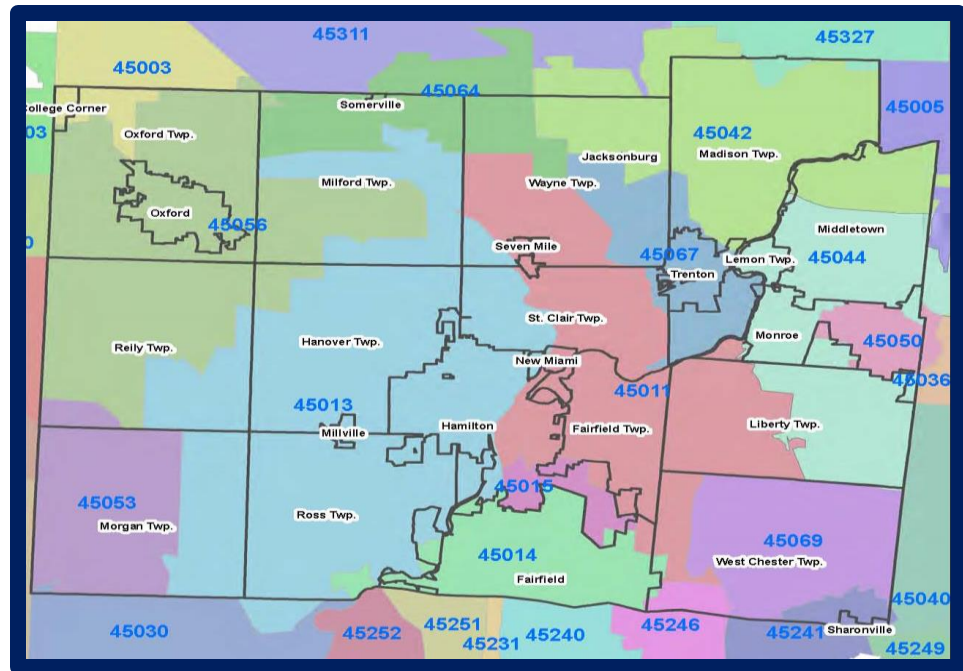 45311
45327
45003
45064
45005
College Corner
Somerville
03
Oxford Twp.
45042
Madison Twp.
Jacksonburg
Milford Twp.
Wayne Twp.
Oxford
45056
Middletown
0
Seven Mile
45067
Lemon Twp.
45044
Trenton
St. Clair Twp.
Monroe
Reily Twp.
Hanover Twp.
45050
New Miami
45036
45011
45013
Millville
Hamilton
Fairfield Twp.
Liberty Twp.
45015
45053
Morgan Twp.
Ross Twp.
45014
Fairfield
45069
West Chester Twp.
45040
45030
45252
45251
45231
45240
45246
45241
Sharonville
45249